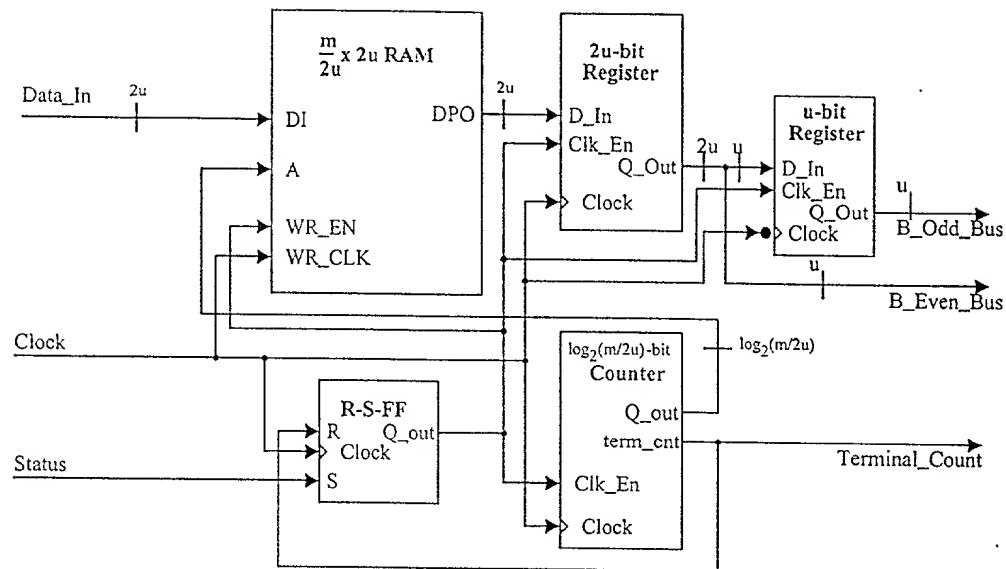 m/2u x 2u RAM
Data_In
2u
DI
DPO
2u
A
WR_EN
WR_CLK
2u-bit
Register
D_In
Clk_En
Q_Out
Clock
2u
u
u-bit
Register
D_In
Clk_En
Q_Out
Clock
u
B_Odd_Bus
u
B_Even_Bus
Clock
log2(m/2u)-bit
Counter
log2(m/2u)
Q_out
term_cnt
Terminal_Count
Clk_En
Clock
R-S-FF
R
Q_out
Clock
S
Status